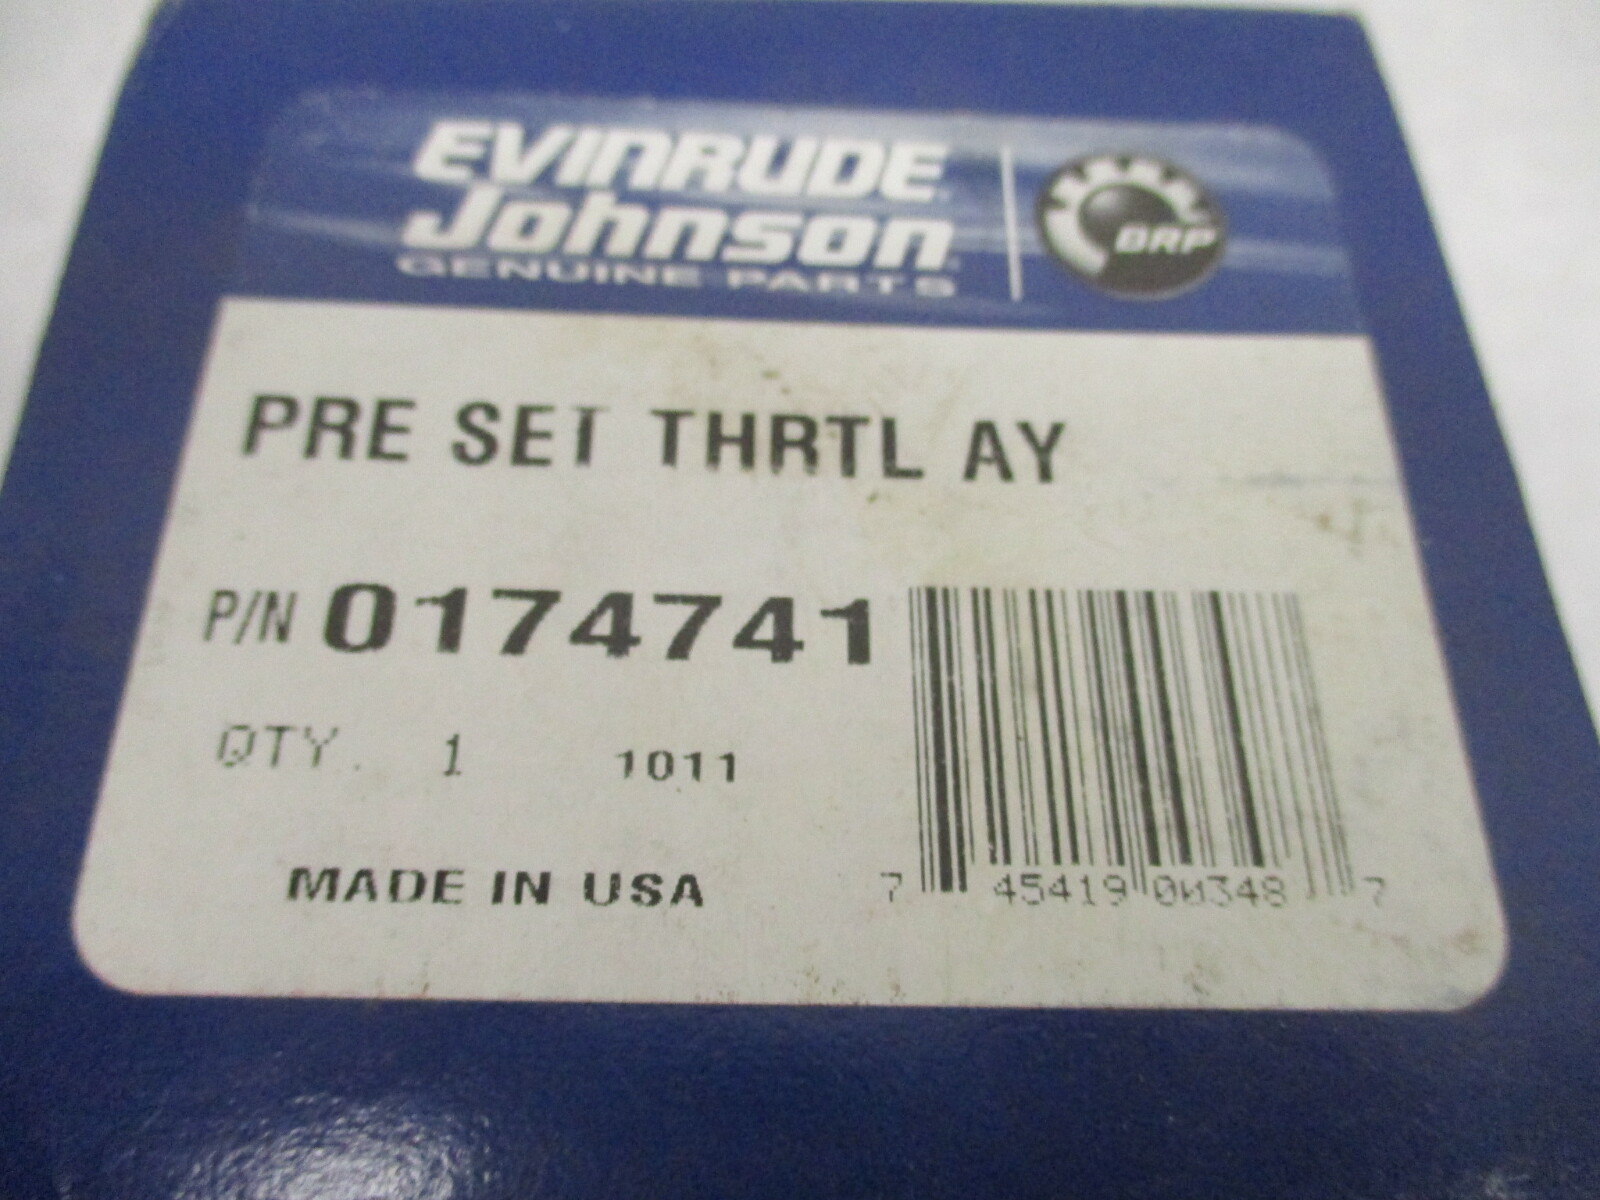 EVINRUDE
Johnson
GENUINE PARTS
BRP
PRE SET THRTL AY
P/N 0174741
QTY. 1 1011
MADE IN USA
7 45419 00348 7